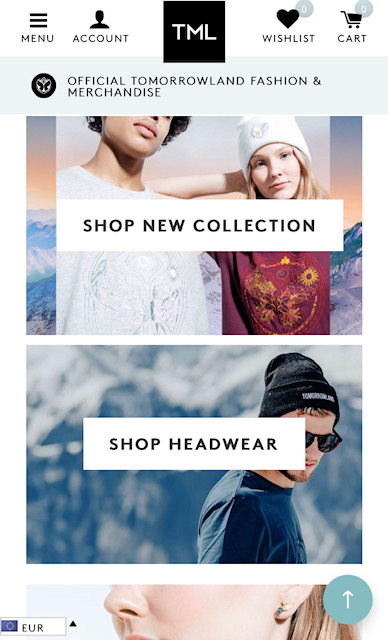 0
0
TML
MENU
ACCOUNT
WISHLIST
CART
OFFICIAL TOMORROWLAND FASHION &
MERCHANDISE
SHOP NEW COLLECTION
TOMORROWLAND
SHOP HEADWEAR
EUR